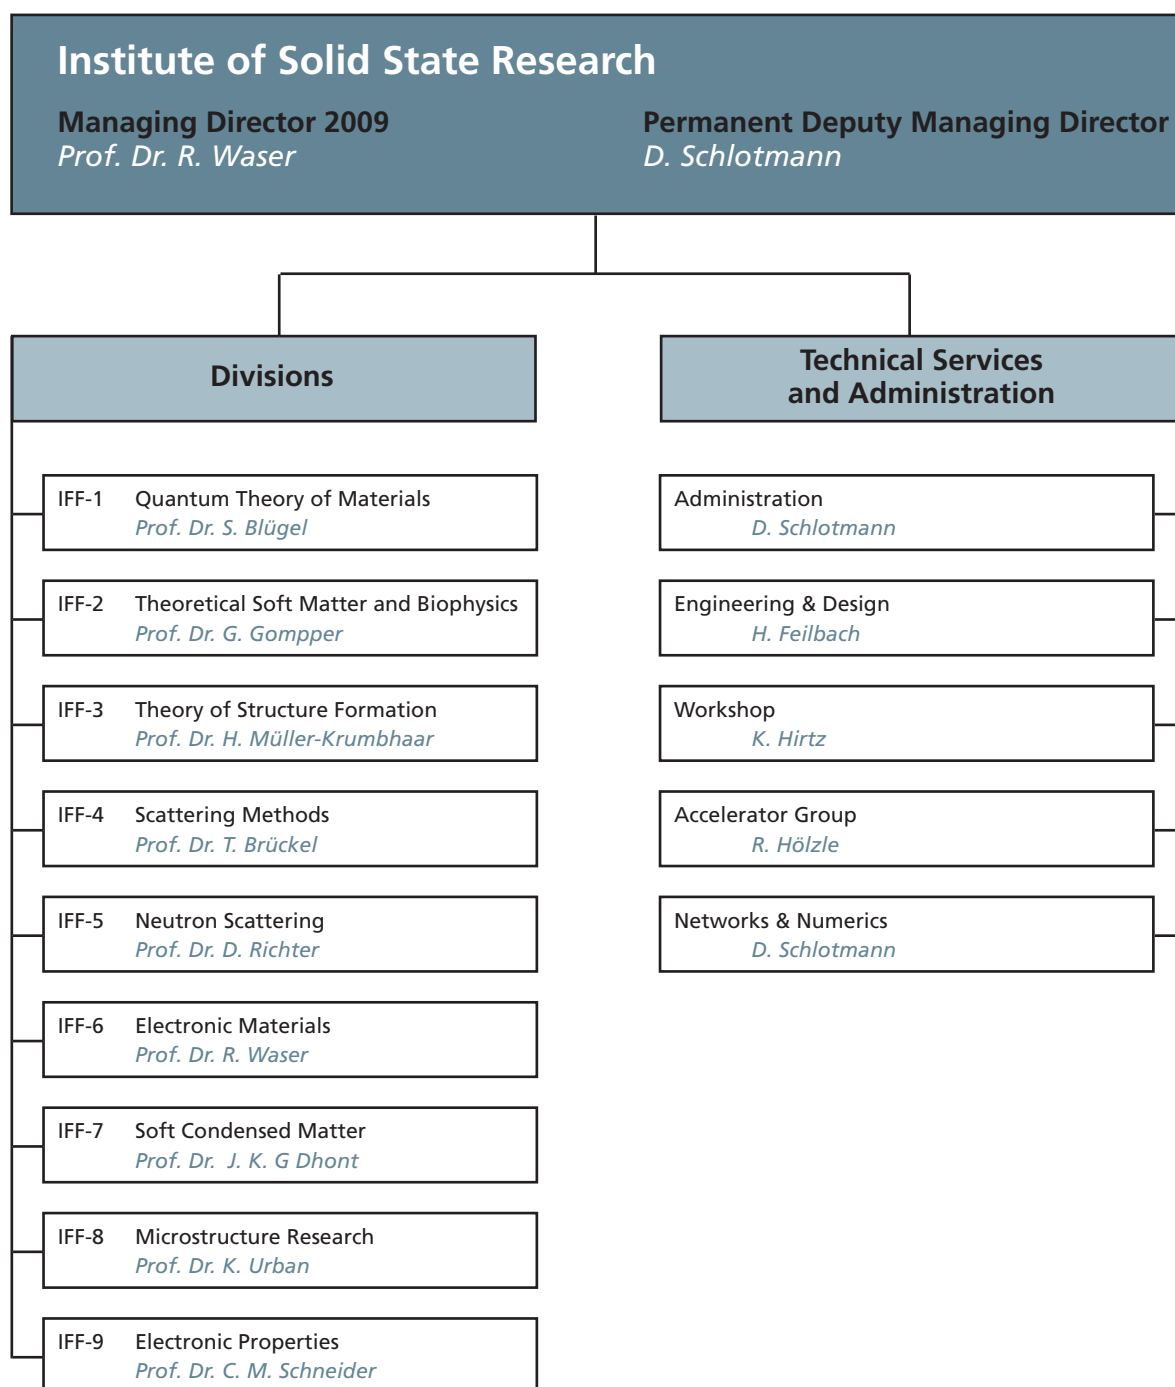 Institute of Solid State Research
Managing Director 2009
Prof. Dr. R. Waser
Permanent Deputy Managing Director
D. Schlotmann
Divisions
IFF-1 Quantum Theory of Materials
Prof. Dr. S. Blügel
IFF-2 Theoretical Soft Matter and Biophysics
Prof. Dr. G. Gompper
IFF-3 Theory of Structure Formation
Prof. Dr. H. Müller-Krumbhaar
IFF-4 Scattering Methods
Prof. Dr. T. Brückel
IFF-5 Neutron Scattering
Prof. Dr. D. Richter
IFF-6 Electronic Materials
Prof. Dr. R. Waser
IFF-7 Soft Condensed Matter
Prof. Dr. J. K. G Dhont
IFF-8 Microstructure Research
Prof. Dr. K. Urban
IFF-9 Electronic Properties
Prof. Dr. C. M. Schneider
Technical Services
and Administration
Administration
D. Schlotmann
Engineering & Design
H. Feilbach
Workshop
K. Hirtz
Accelerator Group
R. Hölzle
Networks & Numerics
D. Schlotmann